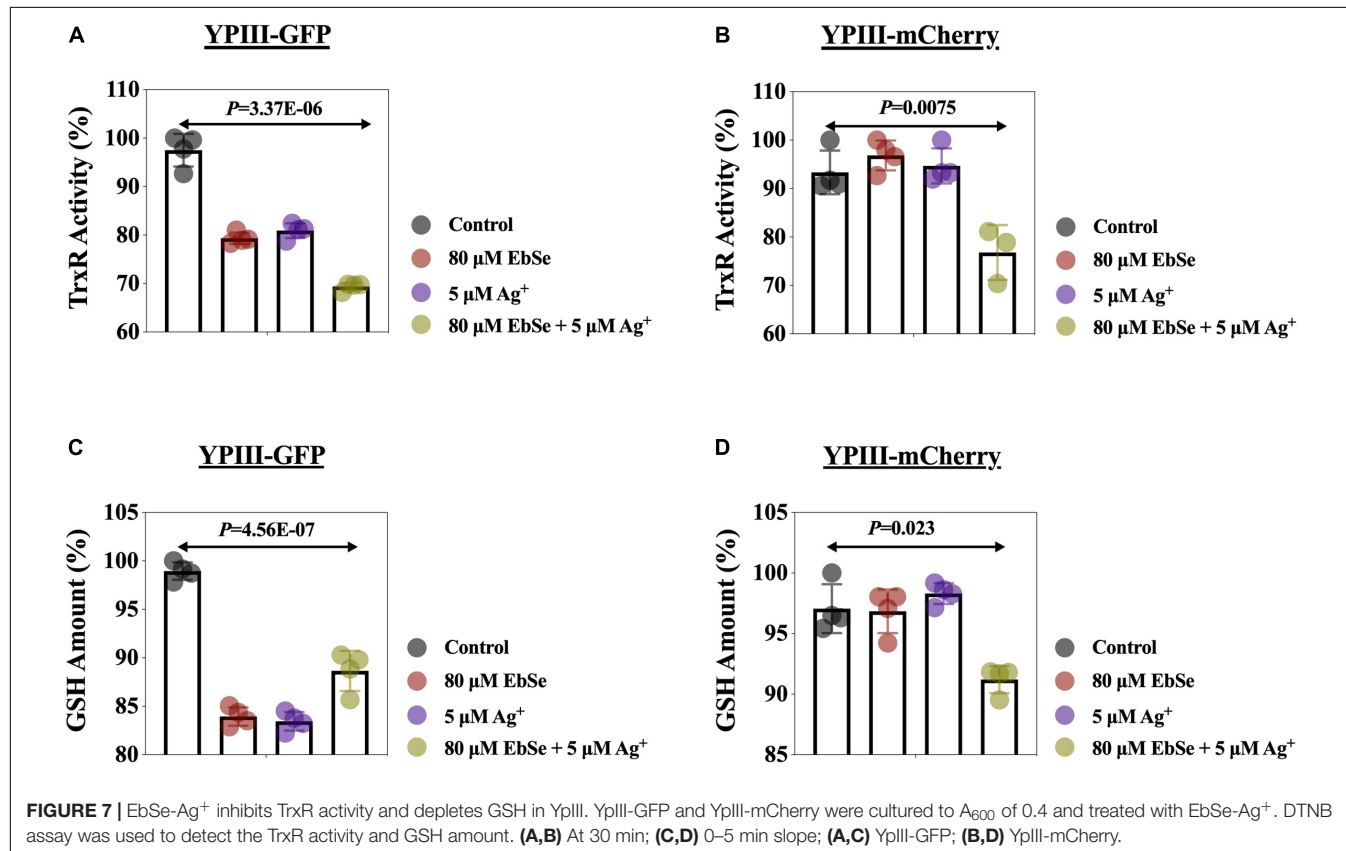 A
YPIII-GFP
TrxR Activity (%)
110
100
90
80
70
60
P=3.37E-06
Control
80 µM EbSe
5 µM Ag⁺
80 µM EbSe + 5 µM Ag⁺
B
YPIII-mCherry
TrxR Activity (%)
110
100
90
80
70
60
P=0.0075
Control
80 µM EbSe
5 µM Ag⁺
80 µM EbSe + 5 µM Ag⁺
C
YPIII-GFP
GSH Amount (%)
105
100
95
90
85
80
P=4.56E-07
Control
80 µM EbSe
5 µM Ag⁺
80 µM EbSe + 5 µM Ag⁺
D
YPIII-mCherry
GSH Amount (%)
105
100
95
90
85
P=0.023
Control
80 µM EbSe
5 µM Ag⁺
80 µM EbSe + 5 µM Ag⁺
FIGURE 7 | EbSe-Ag⁺ inhibits TrxR activity and depletes GSH in YpIII. YpIII-GFP and YpIII-mCherry were cultured to A₆₀₀ of 0.4 and treated with EbSe-Ag⁺. DTNB
assay was used to detect the TrxR activity and GSH amount. (A,B) At 30 min; (C,D) 0–5 min slope; (A,C) YpIII-GFP; (B,D) YpIII-mCherry.